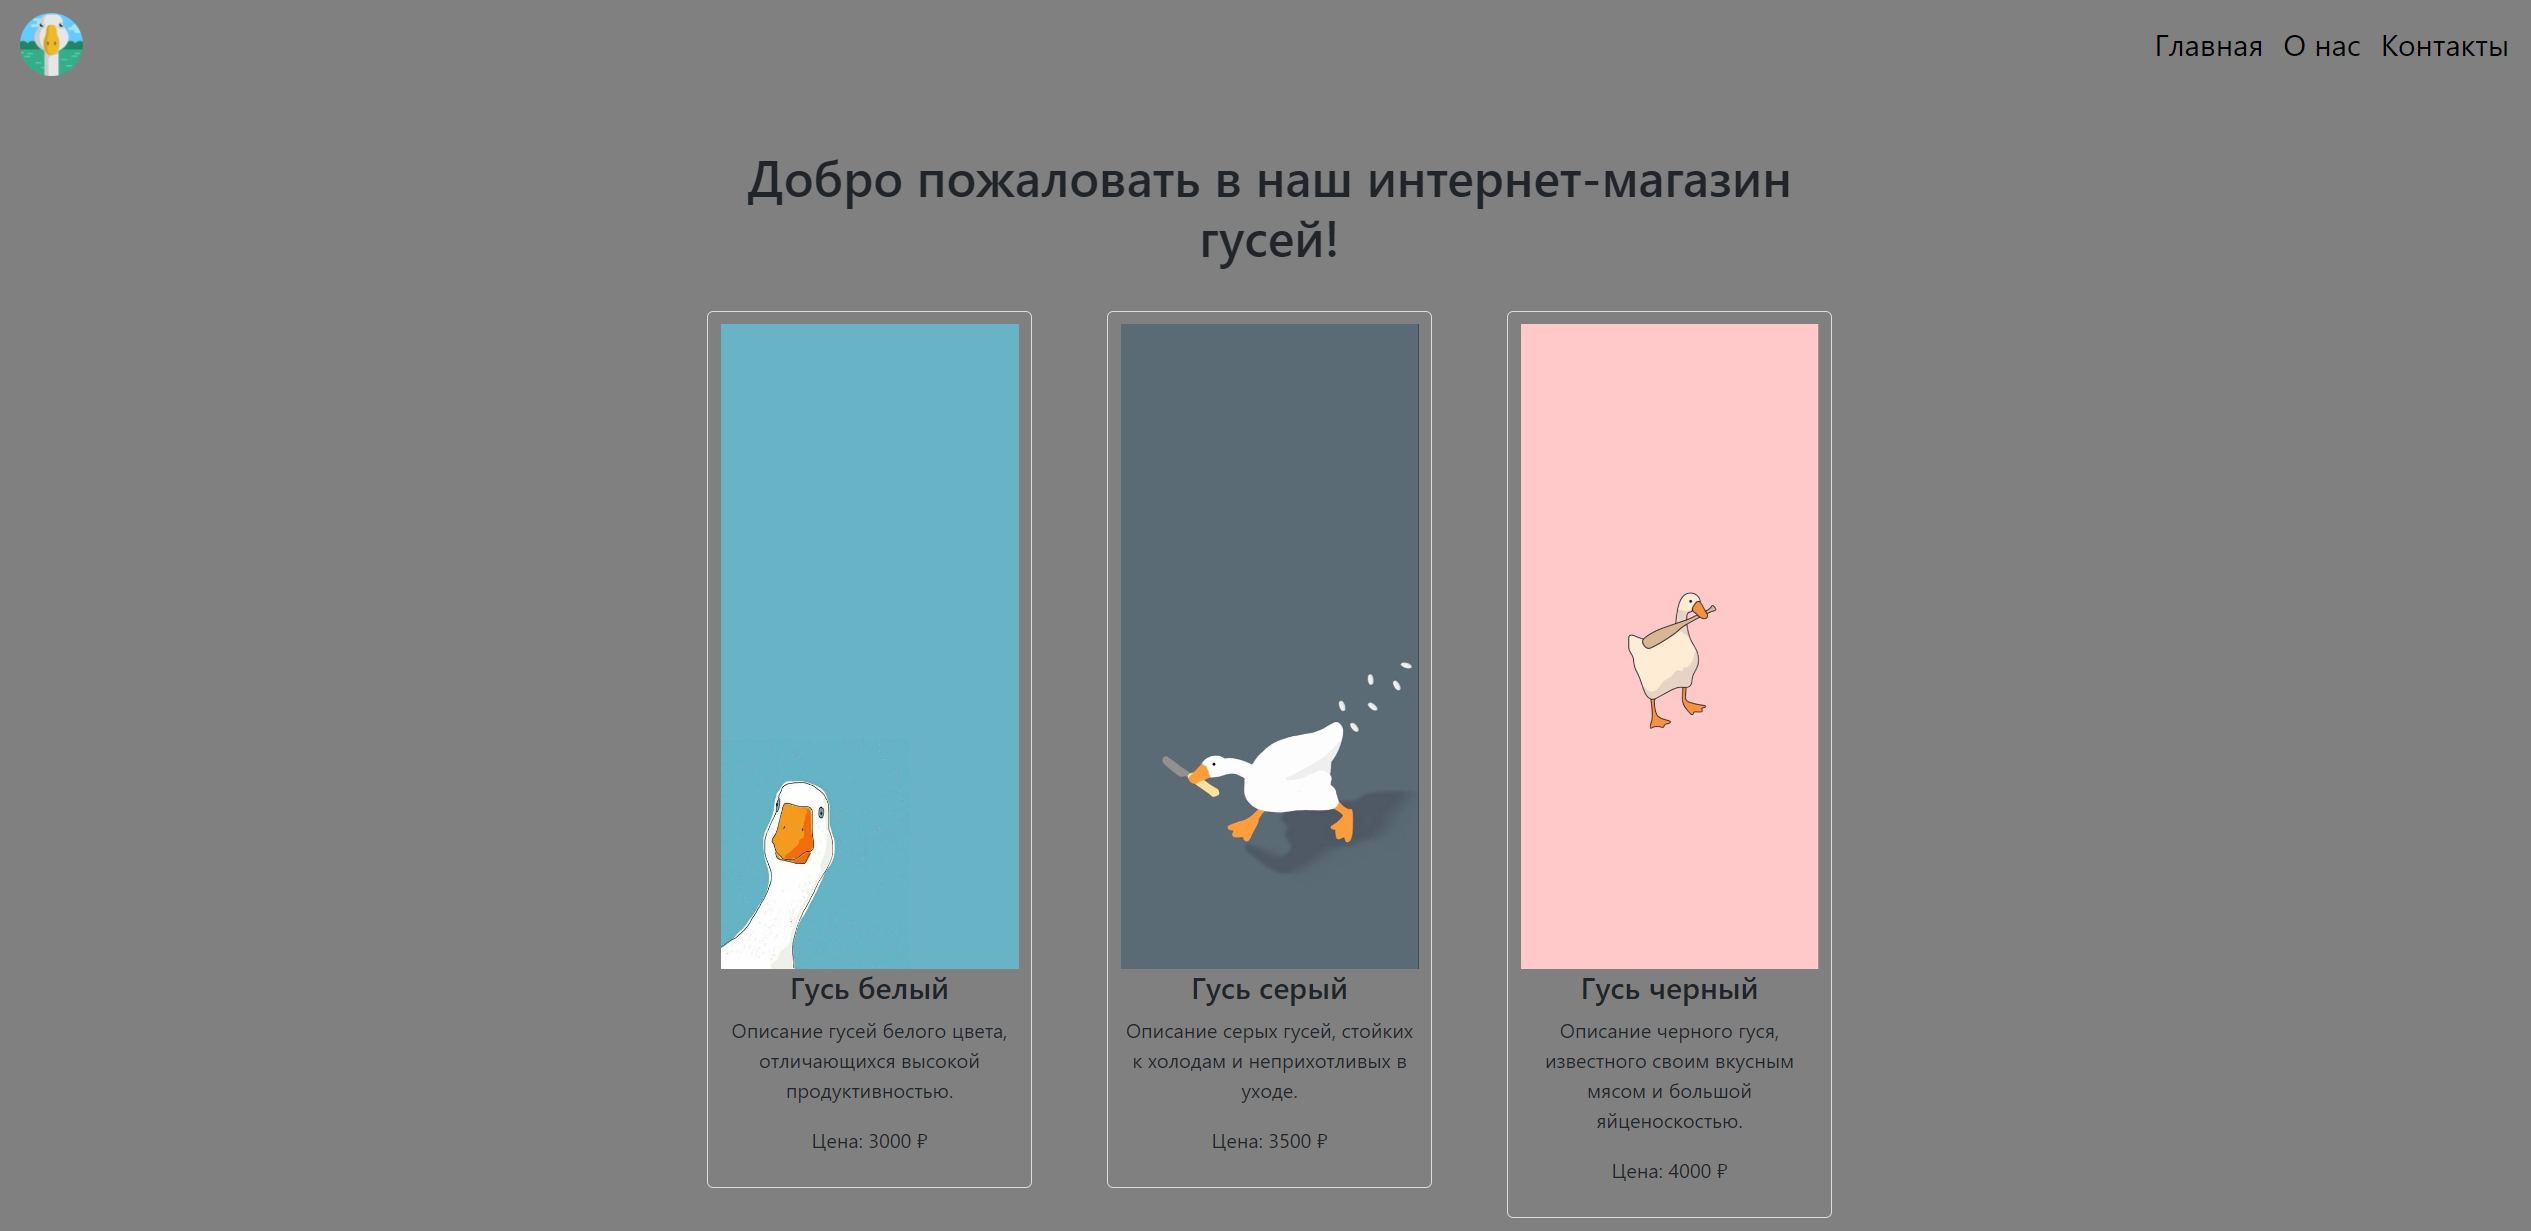 Главная О нас Контакты
Добро пожаловать в наш интернет-магазин
гусей!
Гусь белый
Описание гусей белого цвета,
отличающихся высокой
продуктивностью.
Цена: 3000 ₽
Гусь серый
Описание серых гусей, стойких
к холодам и неприхотливых в
уходе.
Цена: 3500 ₽
Гусь черный
Описание черного гуся,
известного своим вкусным
мясом и большой
яйценоскостью.
Цена: 4000 ₽